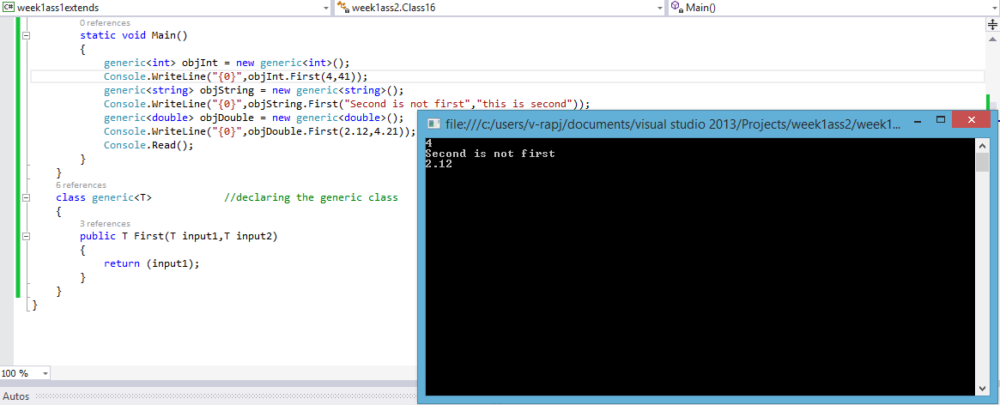 week1ass1extends week1ass2.Class16 Main()
0 references
static void Main()
{
generic<int> objInt = new generic<int>();
Console.WriteLine("{0}",objInt.First(4,41));
generic<string> objString = new generic<string>();
Console.WriteLine("{0}",objString.First("Second is not first","this is second"));
generic<double> objDouble = new generic<double>();
Console.WriteLine("{0}",objDouble.First(2.12,4.21));
Console.Read();
}
}
6 references
class generic<T> //declaring the generic class
{
3 references
public T First(T input1,T input2)
{
return (input1);
}
}
}
file:///c:/users/v-rapj/documents/visual studio 2013/Projects/week1ass2/week1...
4
Second is not first
2.12
100 %
Autos